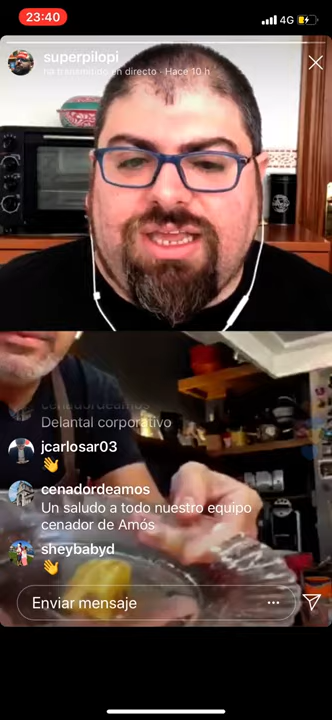 23:40
4G
superpilopi
ha transmitido en directo · Hace 10 h
cenadordeamos
Delantal corporativo
jcarlosar03
👋
cenadordeamos
Un saludo a todo nuestro equipo
cenador de Amós
sheybabyd
👋
Enviar mensaje